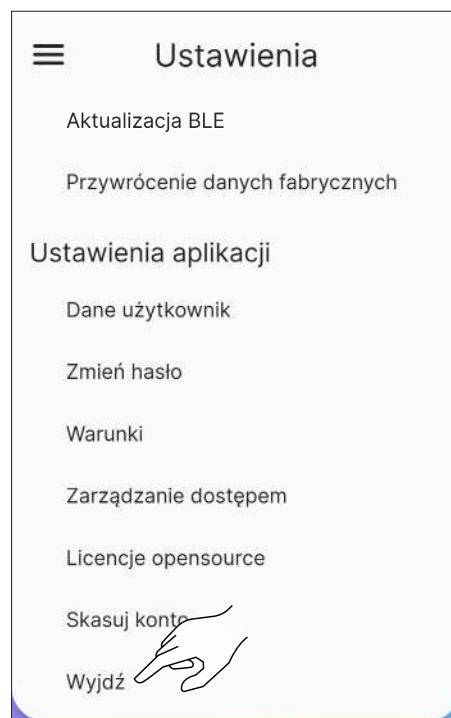 Ustawienia
Aktualizacja BLE
Przywrócenie danych fabrycznych
Ustawienia aplikacji
Dane użytkownik
Zmień hasło
Warunki
Zarządzanie dostępem
Licencje opensource
Skasuj konto
Wyjdź